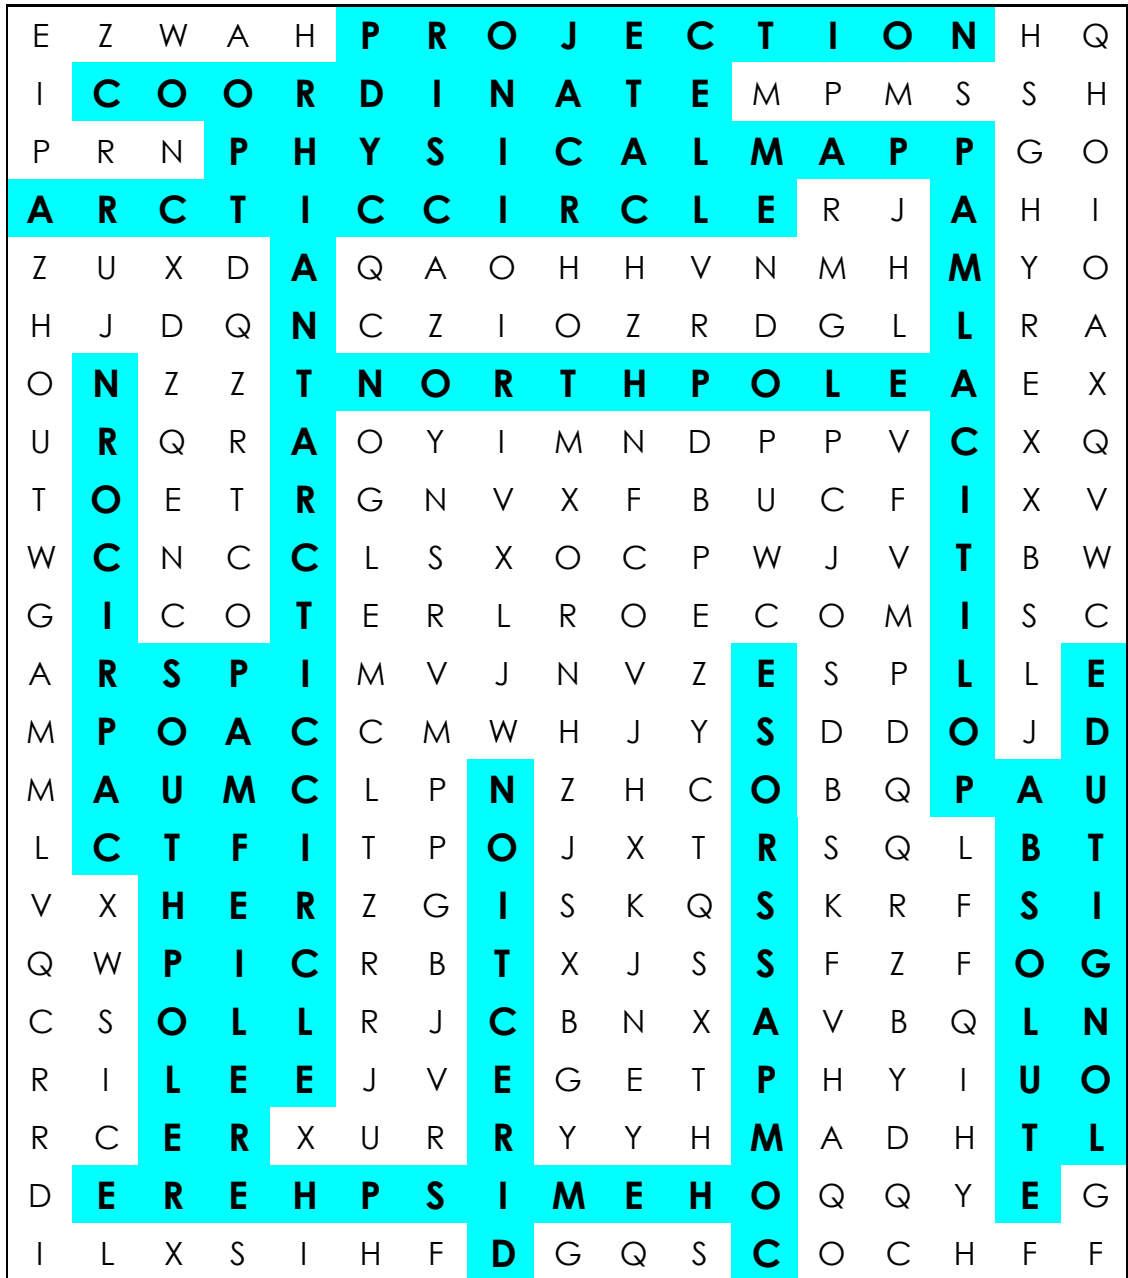 E Z W A H P R O J E C T I O N H Q
I C O O R D I N A T E M P M S S H
P R N P H Y S I C A L M A P P G O
A R C T I C C I R C L E R J A H I
Z U X D A Q A O H H V N M H M Y O
H J D Q N C Z I O Z R D G L L R A
O N Z Z T N O R T H P O L E A E X
U R Q R A O Y I M N D P P V C X Q
T O E T R G N V X F B U C F I X V
W C N C C L S X O C P W J V T B W
G I C O T E R L R O E C O M I S C
A R S P I M V J N V Z E S P L L E
M P O A C C M W H J Y S D D O J D
M A U M C L P N Z H C O B Q P A U
L C T F I T P O J X T R S Q L B T
V X H E R Z G I S K Q S K R F S I
Q W P I C R B T X J S S F Z F O G
C S O L L R J C B N X A V B Q L N
R I L E E J V E G E T P H Y I U O
R C E R X U R R Y Y H M A D H T L
D E R E H P S I M E H O Q Q Y E G
I L X S I H F D G Q S C O C H F F